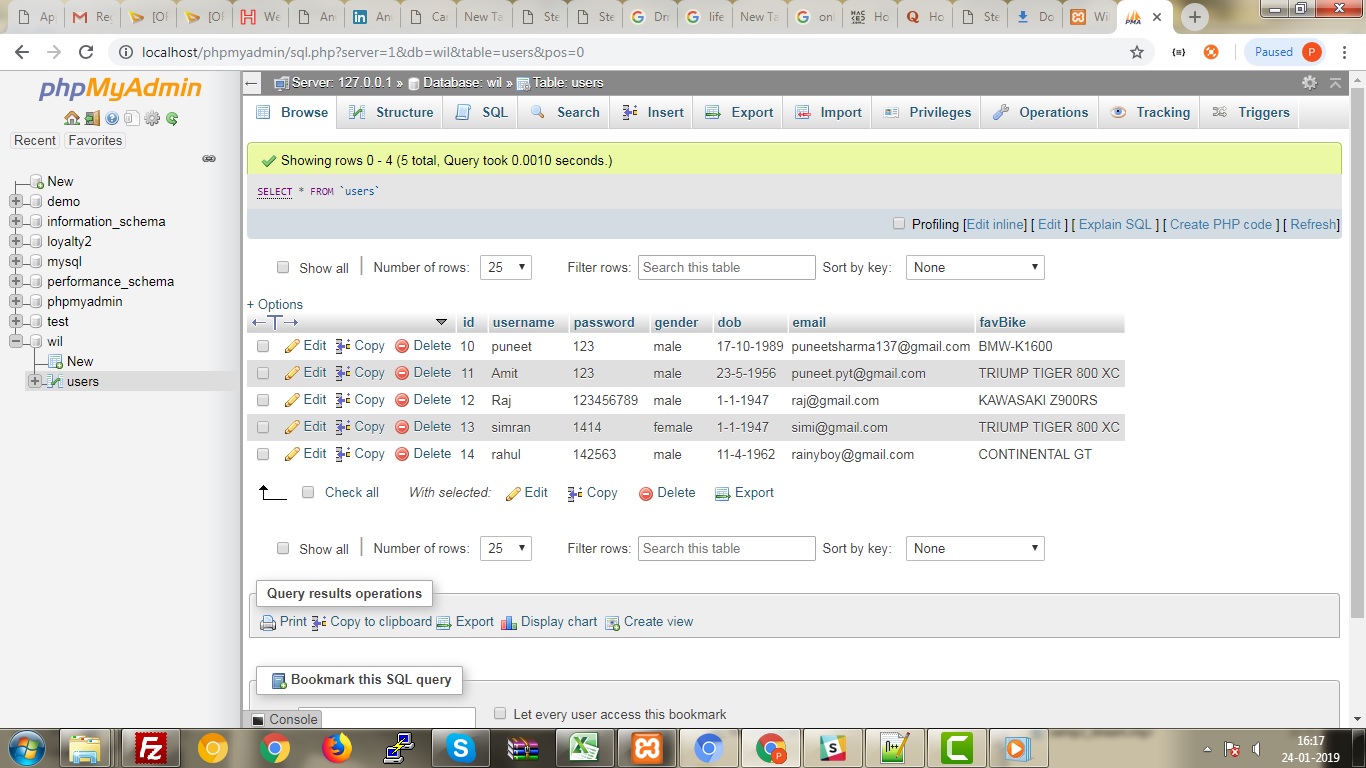 Ap Re [Of [Of We An An Ca New Ta Ste Ste Dr life New Ta onl Ho Ho Ste Do Wi
localhost/phpmyadmin/sql.php?server=1&db=wil&table=users&pos=0 Paused P
phpMyAdmin
Recent Favorites
New
demo
information_schema
loyalty2
mysql
performance_schema
phpmyadmin
test
wil
New
users
Server: 127.0.0.1 » Database: wil » Table: users
Browse Structure SQL Search Insert Export Import Privileges Operations Tracking Triggers
Showing rows 0 - 4 (5 total, Query took 0.0010 seconds.)
SELECT * FROM `users`
Profiling [Edit inline] [ Edit ] [ Explain SQL ] [ Create PHP code ] [ Refresh]
Show all Number of rows: 25 Filter rows: Search this table Sort by key: None
+ Options
id username password gender dob email favBike
Edit Copy Delete 10 puneet 123 male 17-10-1989 puneetsharma137@gmail.com BMW-K1600
Edit Copy Delete 11 Amit 123 male 23-5-1956 puneet.pyt@gmail.com TRIUMP TIGER 800 XC
Edit Copy Delete 12 Raj 123456789 male 1-1-1947 raj@gmail.com KAWASAKI Z900RS
Edit Copy Delete 13 simran 1414 female 1-1-1947 simi@gmail.com TRIUMP TIGER 800 XC
Edit Copy Delete 14 rahul 142563 male 11-4-1962 rainyboy@gmail.com CONTINENTAL GT
Check all With selected: Edit Copy Delete Export
Show all Number of rows: 25 Filter rows: Search this table Sort by key: None
Query results operations
Print Copy to clipboard Export Display chart Create view
Bookmark this SQL query
Console Let every user access this bookmark
16:17
24-01-2019